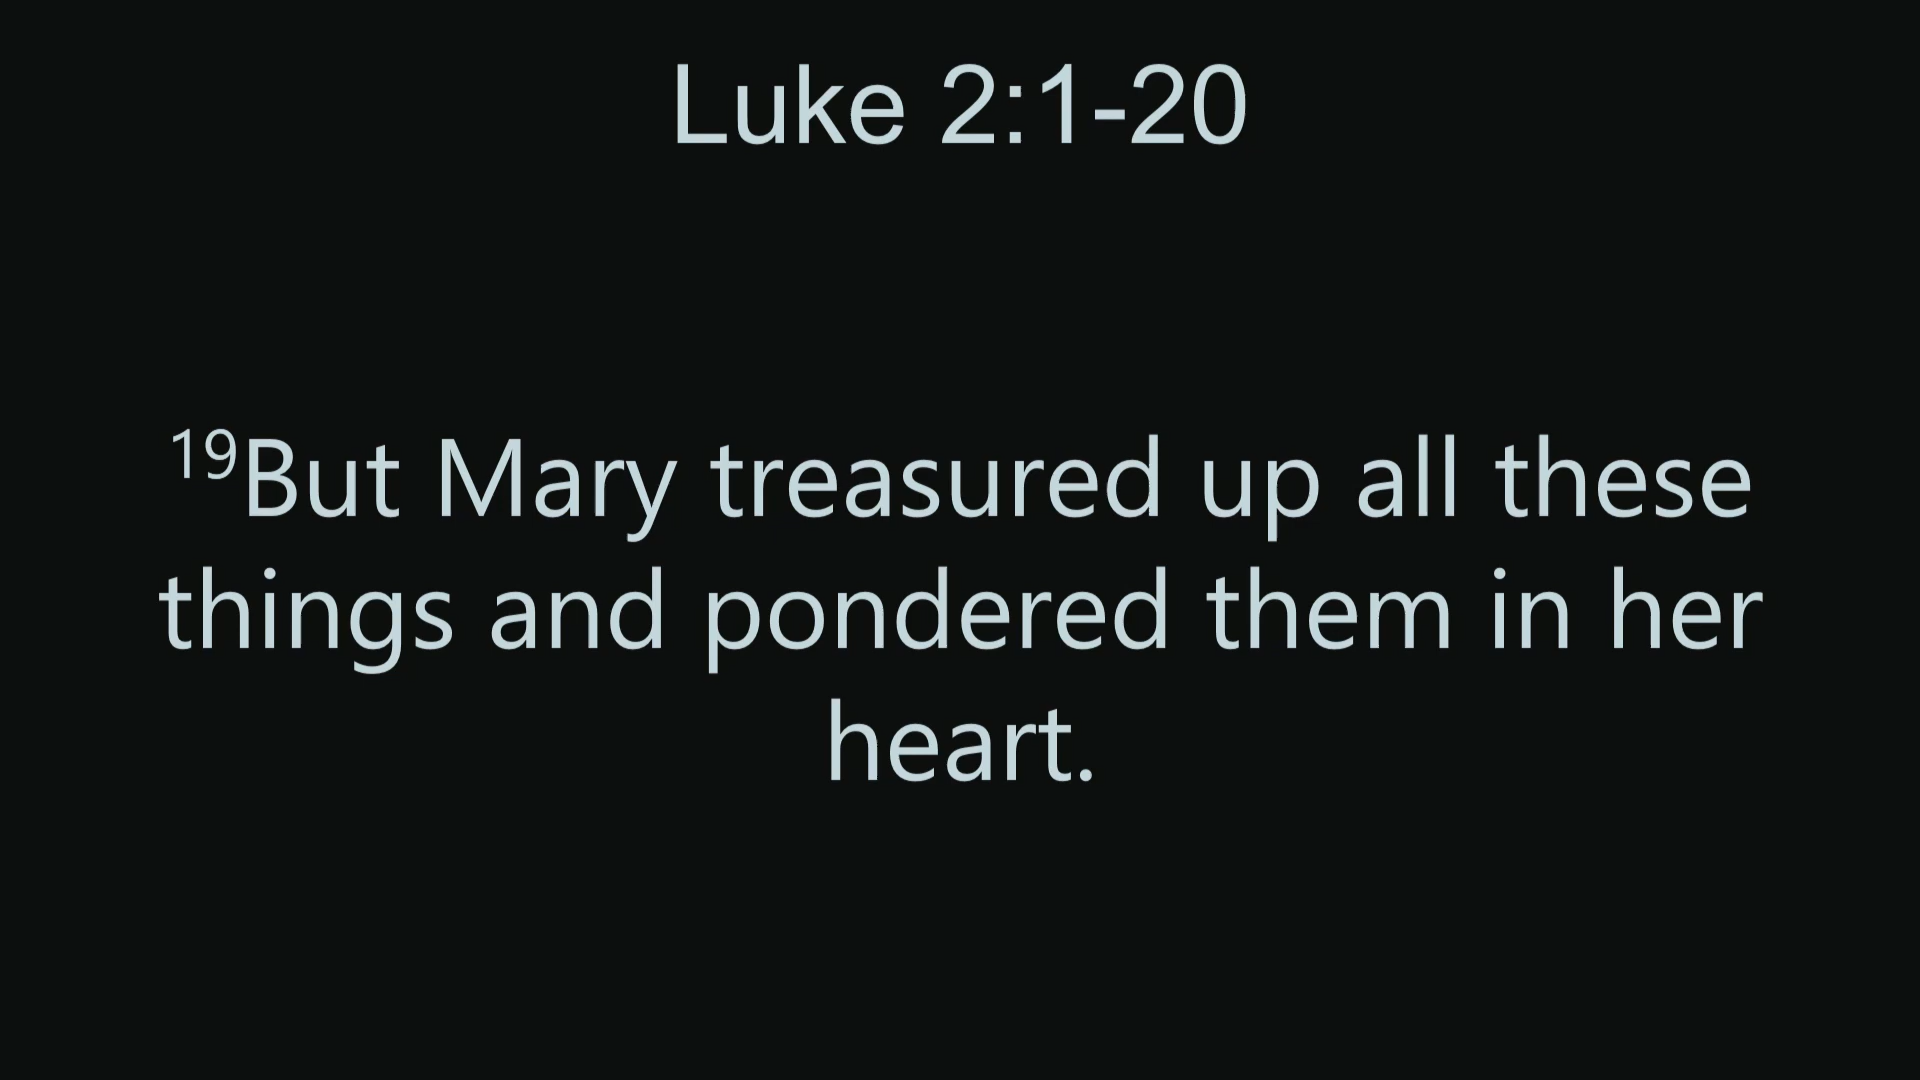 Luke 2:1-20
19But Mary treasured up all these
things and pondered them in her
heart.